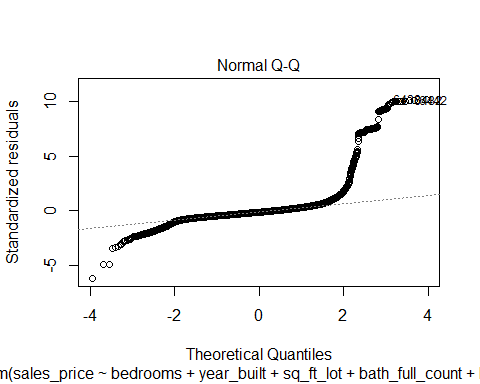 Normal Q-Q
Standardized residuals
10
5
0
-5
-4
-2
0
2
4
Theoretical Quantiles
m(sales_price ~ bedrooms + year_built + sq_ft_lot + bath_full_count +